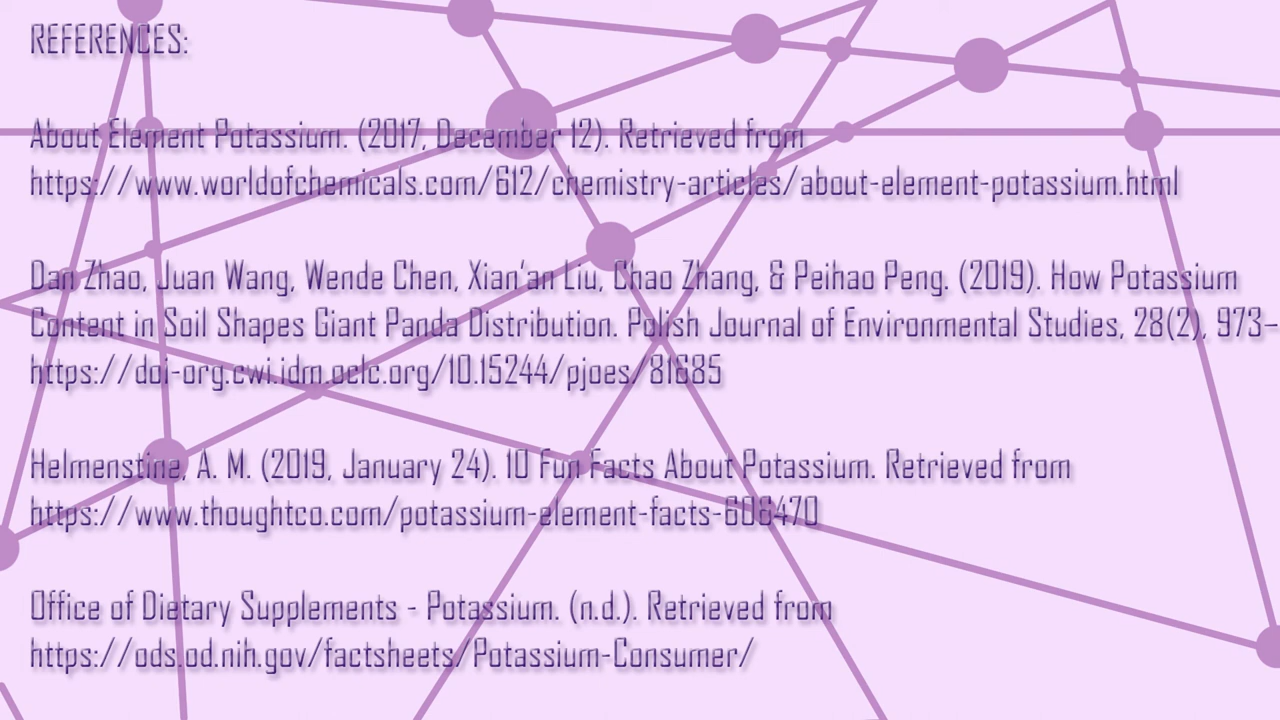 REFERENCES:
About Element Potassium. (2017, December 12). Retrieved from
https://www.worldofchemicals.com/612/chemistry-articles/about-element-potassium.html
Dan Zhao, Juan Wang, Wende Chen, Xian'an Liu, Chao Zhang, & Peihao Peng. (2019). How Potassium
Content in Soil Shapes Giant Panda Distribution. Polish Journal of Environmental Studies, 28(2), 973–
https://doi-org.cwi.idm.oclc.org/10.15244/pjoes/81685
Helmenstine, A. M. (2019, January 24). 10 Fun Facts About Potassium. Retrieved from
https://www.thoughtco.com/potassium-element-facts-606470
Office of Dietary Supplements - Potassium. (n.d.). Retrieved from
https://ods.od.nih.gov/factsheets/Potassium-Consumer/